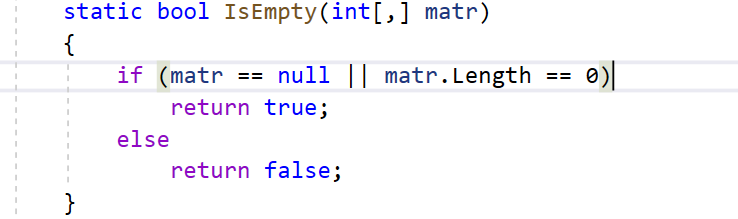 static bool IsEmpty(int[,] matr)
{
    if (matr == null || matr.Length == 0)
        return true;
    else
        return false;
}